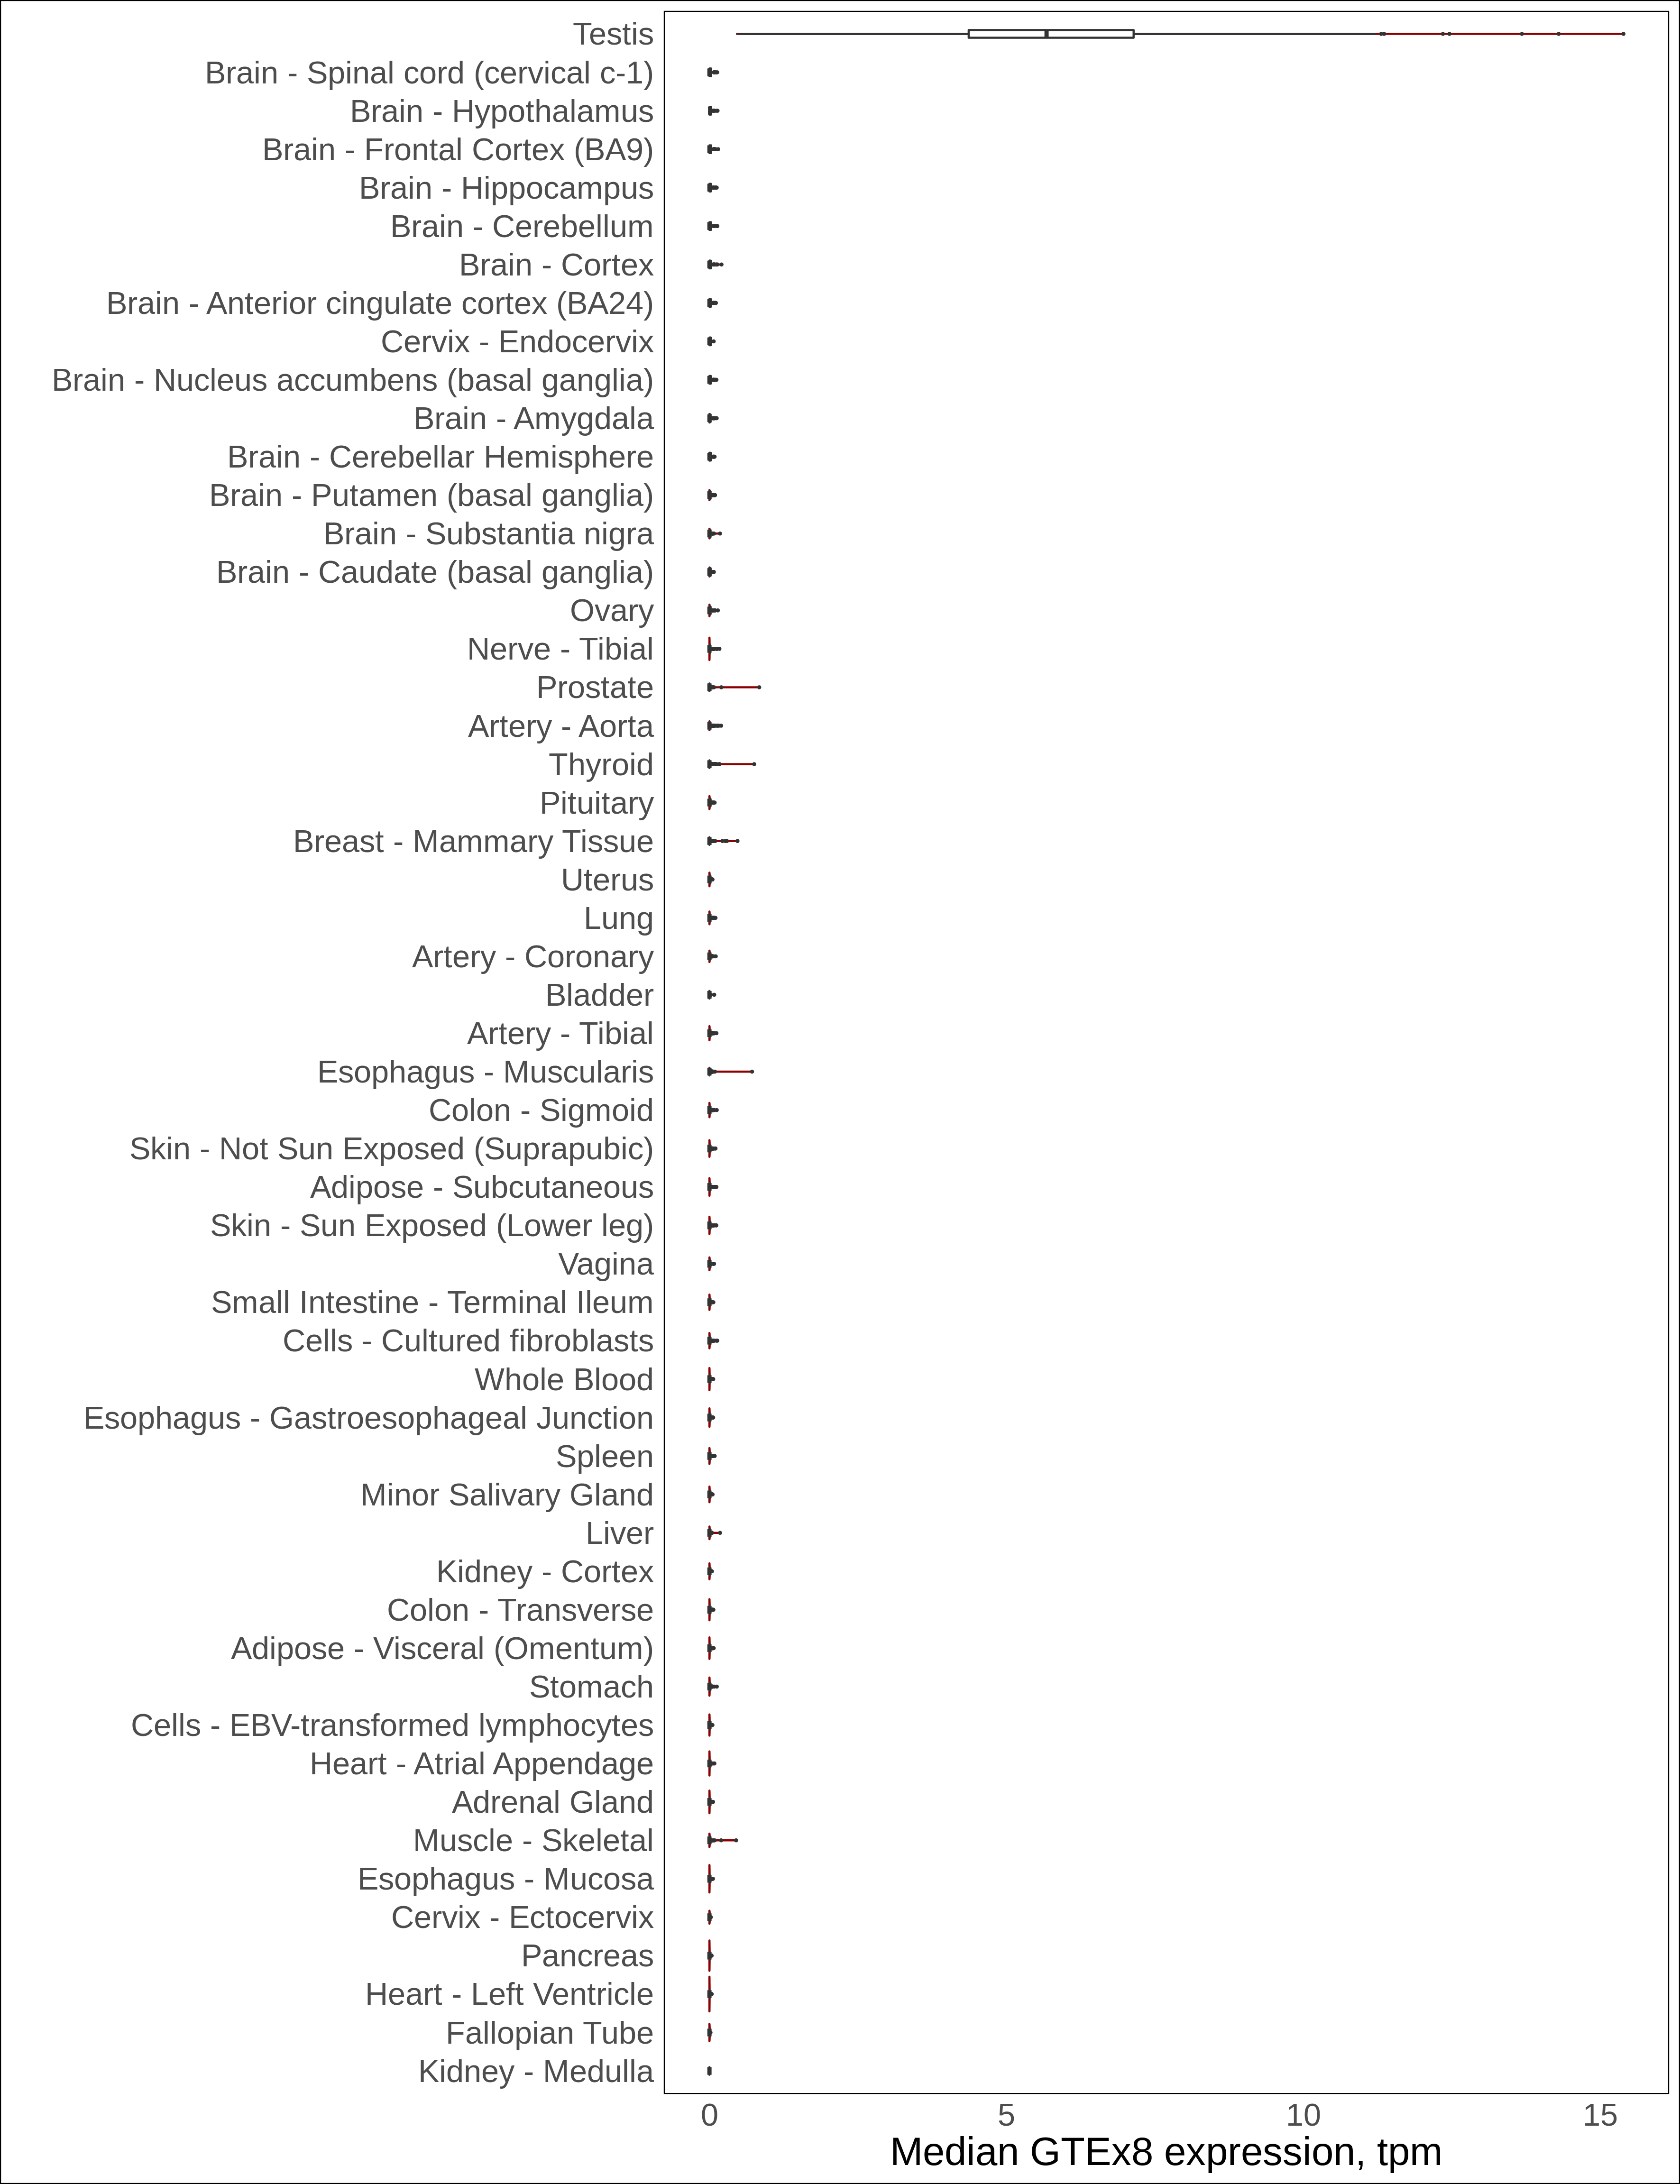 Testis
Brain - Spinal cord (cervical c-1)
Brain - Hypothalamus
Brain - Frontal Cortex (BA9)
Brain - Hippocampus
Brain - Cerebellum
Brain - Cortex
Brain - Anterior cingulate cortex (BA24)
Cervix - Endocervix
Brain - Nucleus accumbens (basal ganglia)
Brain - Amygdala
Brain - Cerebellar Hemisphere
Brain - Putamen (basal ganglia)
Brain - Substantia nigra
Brain - Caudate (basal ganglia)
Ovary
Nerve - Tibial
Prostate
Artery - Aorta
Thyroid
Pituitary
Breast - Mammary Tissue
Uterus
Lung
Artery - Coronary
Bladder
Artery - Tibial
Esophagus - Muscularis
Colon - Sigmoid
Skin - Not Sun Exposed (Suprapubic)
Adipose - Subcutaneous
Skin - Sun Exposed (Lower leg)
Vagina
Small Intestine - Terminal Ileum
Cells - Cultured fibroblasts
Whole Blood
Esophagus - Gastroesophageal Junction
Spleen
Minor Salivary Gland
Liver
Kidney - Cortex
Colon - Transverse
Adipose - Visceral (Omentum)
Stomach
Cells - EBV-transformed lymphocytes
Heart - Atrial Appendage
Adrenal Gland
Muscle - Skeletal
Esophagus - Mucosa
Cervix - Ectocervix
Pancreas
Heart - Left Ventricle
Fallopian Tube
Kidney - Medulla
0 5 10 15
Median GTEx8 expression, tpm